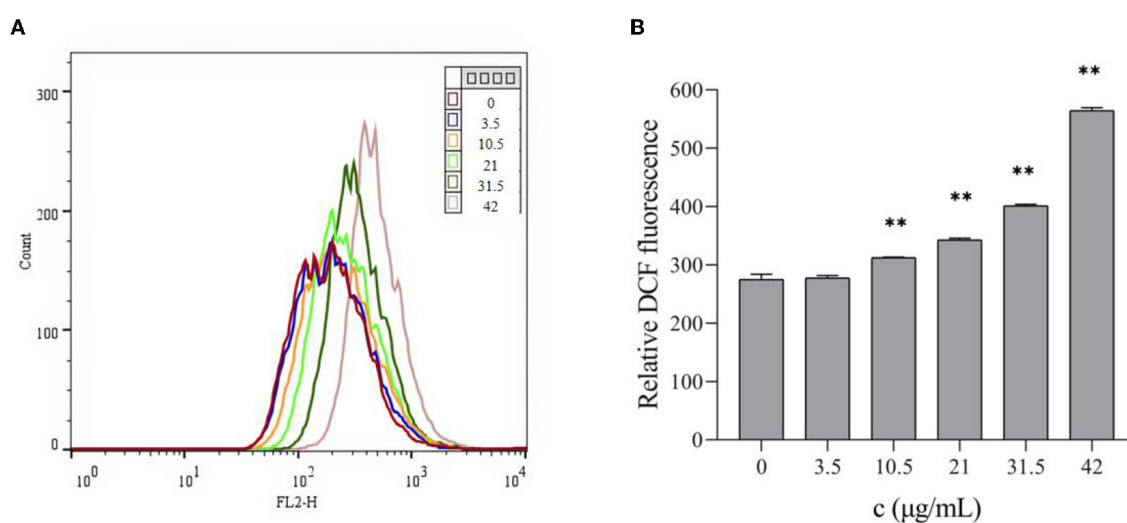 A
300
200
100
0
Count
10^0 10^1 10^2 10^3 10^4
FL2-H
□□□□
0
3.5
10.5
21
31.5
42
B
Relative DCF fluorescence
600
500
400
300
200
100
0
** ** ** **
0 3.5 10.5 21 31.5 42
c (μg/mL)